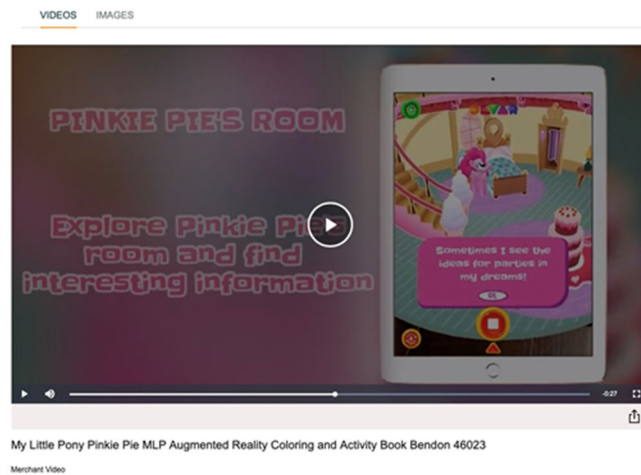 VIDEOS
IMAGES
PINKIE PIE'S ROOM
Explore Pinkie Pie's
room and find
interesting information
Sometimes I see the
ideas for parties in
my dreams!
OK
-0:27
My Little Pony Pinkie Pie MLP Augmented Reality Coloring and Activity Book Bendon 46023
Merchant Video